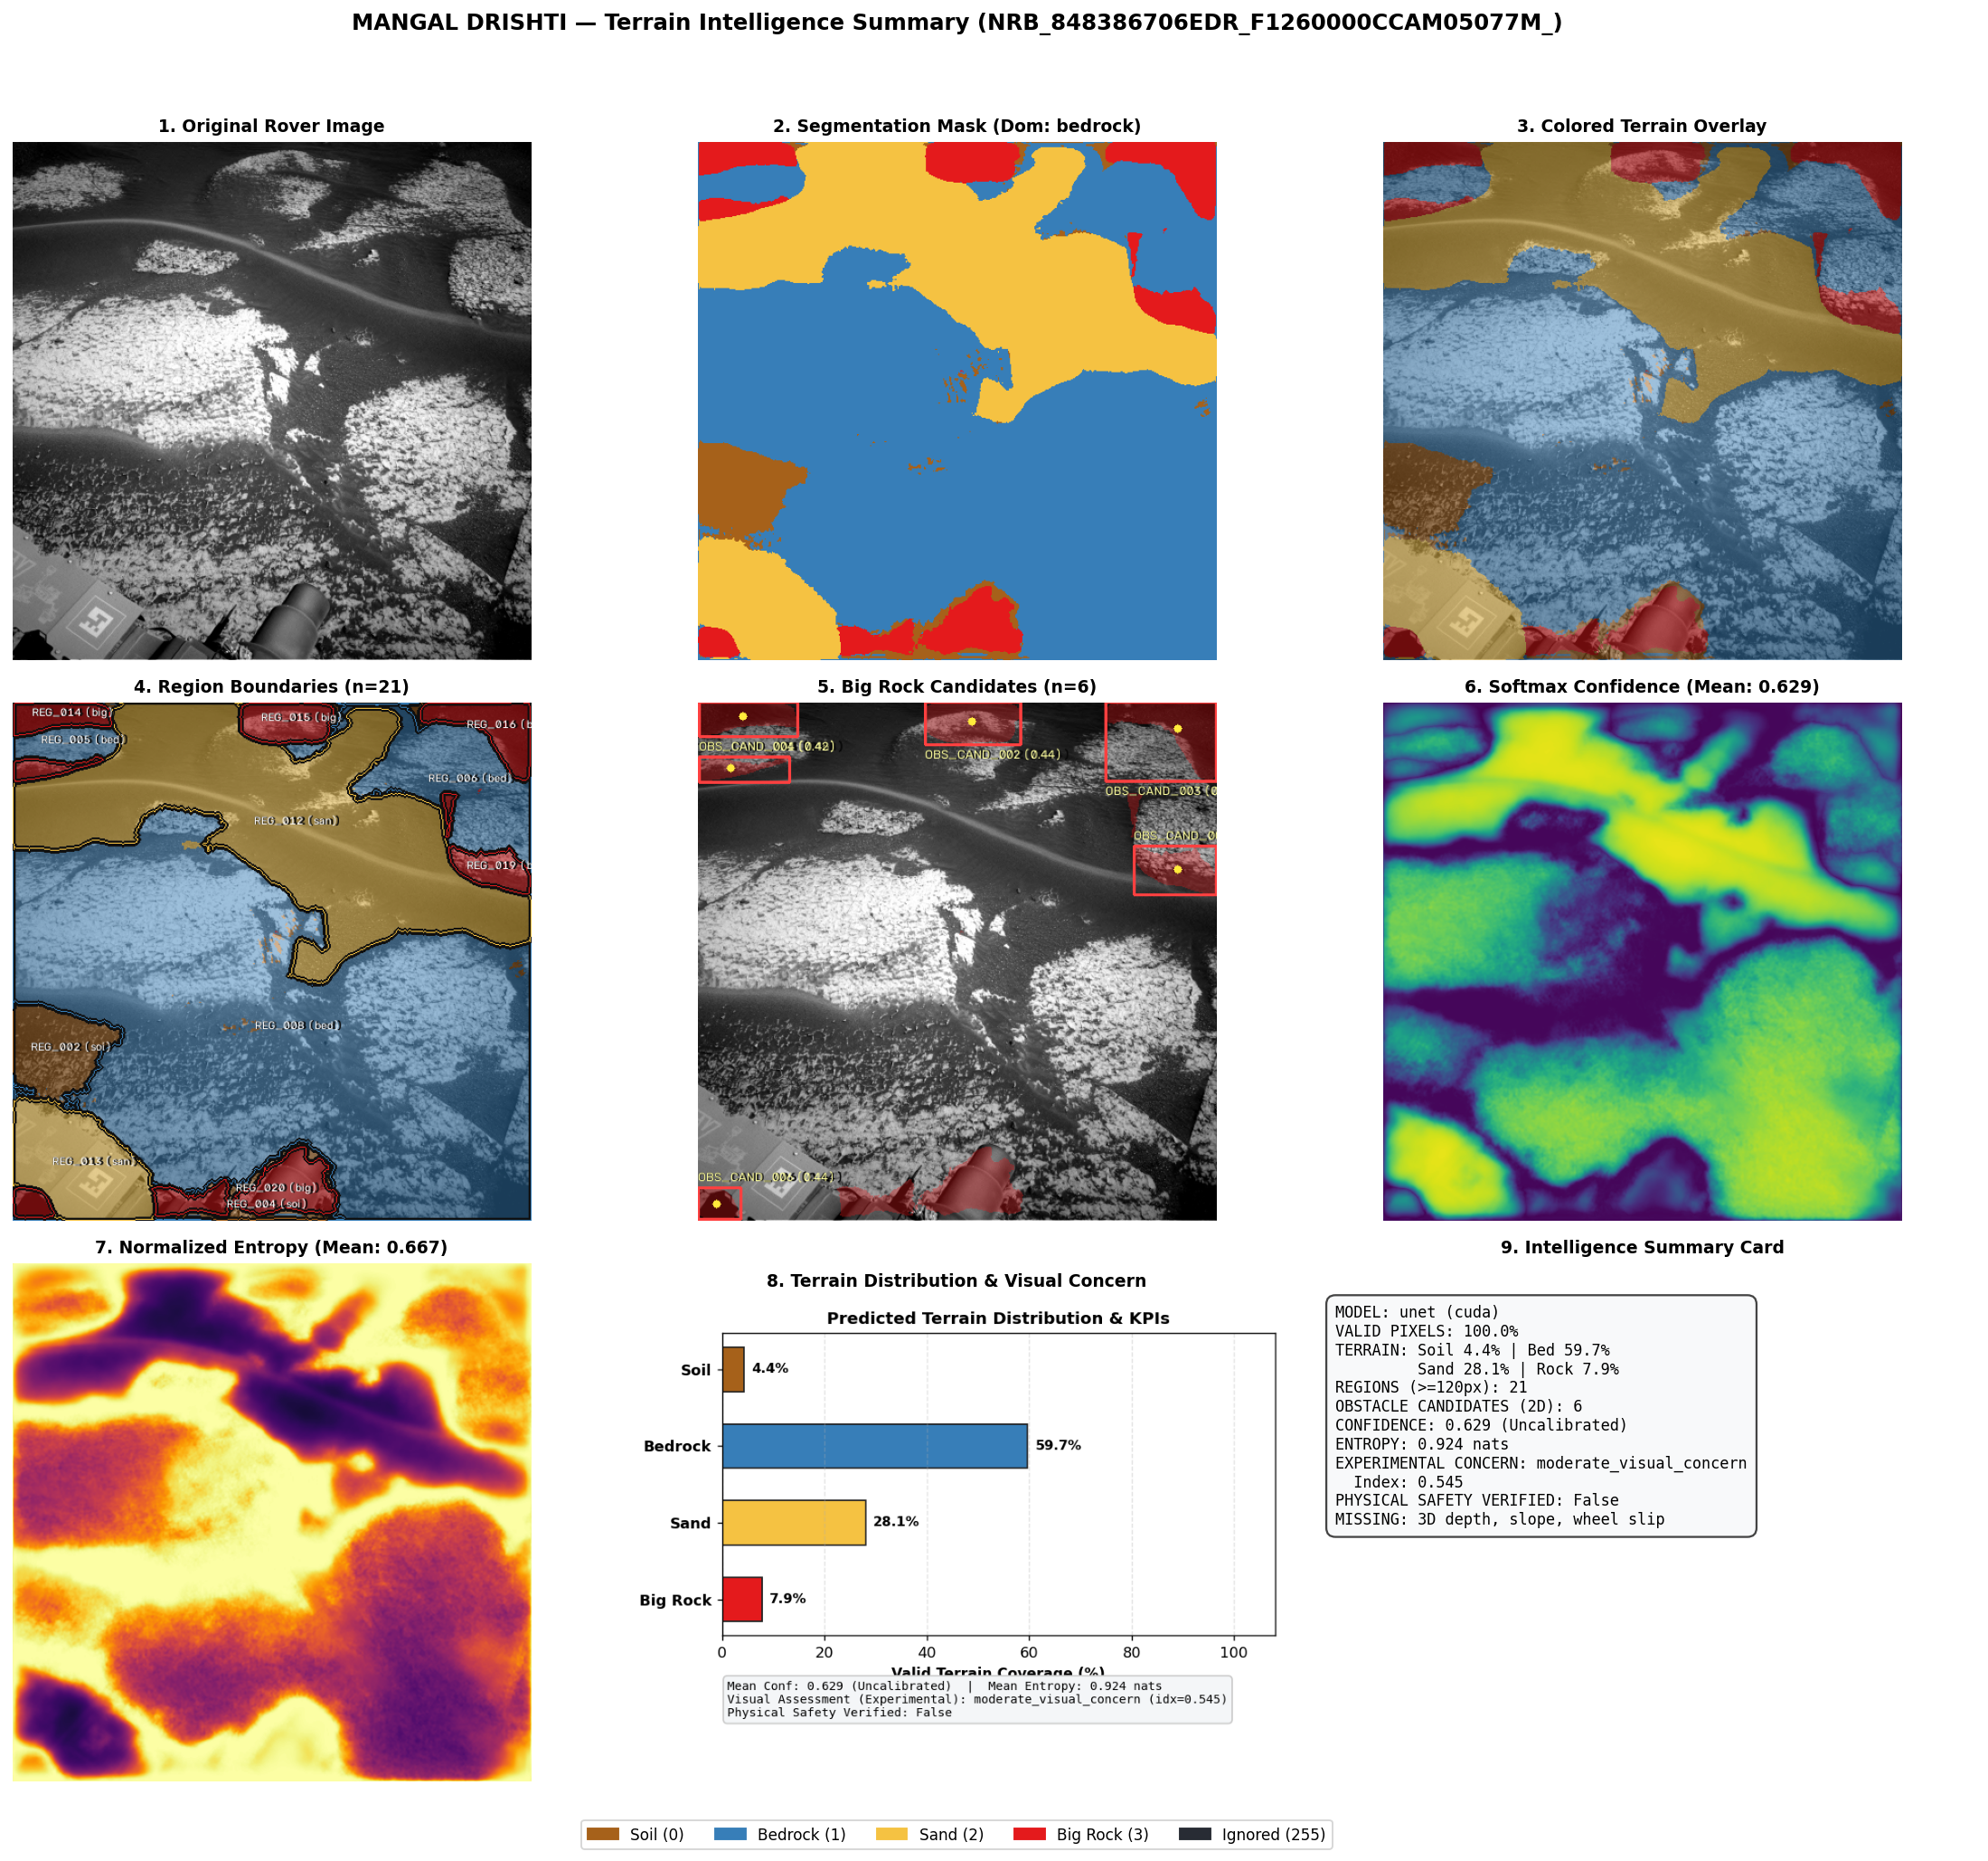 MANGAL DRISHTI — Terrain Intelligence Summary (NRB_848386706EDR_F1260000CCAM05077M_)
1. Original Rover Image
2. Segmentation Mask (Dom: bedrock)
3. Colored Terrain Overlay
4. Region Boundaries (n=21)
5. Big Rock Candidates (n=6)
6. Softmax Confidence (Mean: 0.629)
REG_014 (big)
REG_015 (big)
REG_016 (b
REG_005 (bed)
REG_006 (bed)
REG_012 (san)
REG_019 (b
REG_008 (bed)
REG_002 (soi)
REG_013 (san)
REG_020 (big)
REG_004 (soi)
OBS_CAND_002 (0.44)
OBS_CAND_003 (0
7. Normalized Entropy (Mean: 0.667)
8. Terrain Distribution & Visual Concern
Predicted Terrain Distribution & KPIs
Soil
4.4%
Bedrock
59.7%
Sand
28.1%
Big Rock
7.9%
0 20 40 60 80 100
Valid Terrain Coverage (%)
Mean Conf: 0.629 (Uncalibrated) | Mean Entropy: 0.924 nats
Visual Assessment (Experimental): moderate_visual_concern (idx=0.545)
Physical Safety Verified: False
9. Intelligence Summary Card
MODEL: unet (cuda)
VALID PIXELS: 100.0%
TERRAIN: Soil 4.4% | Bed 59.7%
Sand 28.1% | Rock 7.9%
REGIONS (>=120px): 21
OBSTACLE CANDIDATES (2D): 6
CONFIDENCE: 0.629 (Uncalibrated)
ENTROPY: 0.924 nats
EXPERIMENTAL CONCERN: moderate_visual_concern
Index: 0.545
PHYSICAL SAFETY VERIFIED: False
MISSING: 3D depth, slope, wheel slip
Soil (0)
Bedrock (1)
Sand (2)
Big Rock (3)
Ignored (255)